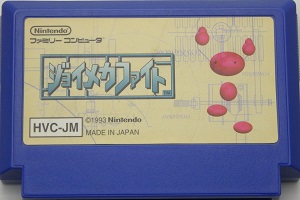 Nintendo
ファミリー コンピュータ
ジョイメカファイト
©1993 Nintendo
HVC-JM
MADE IN JAPAN